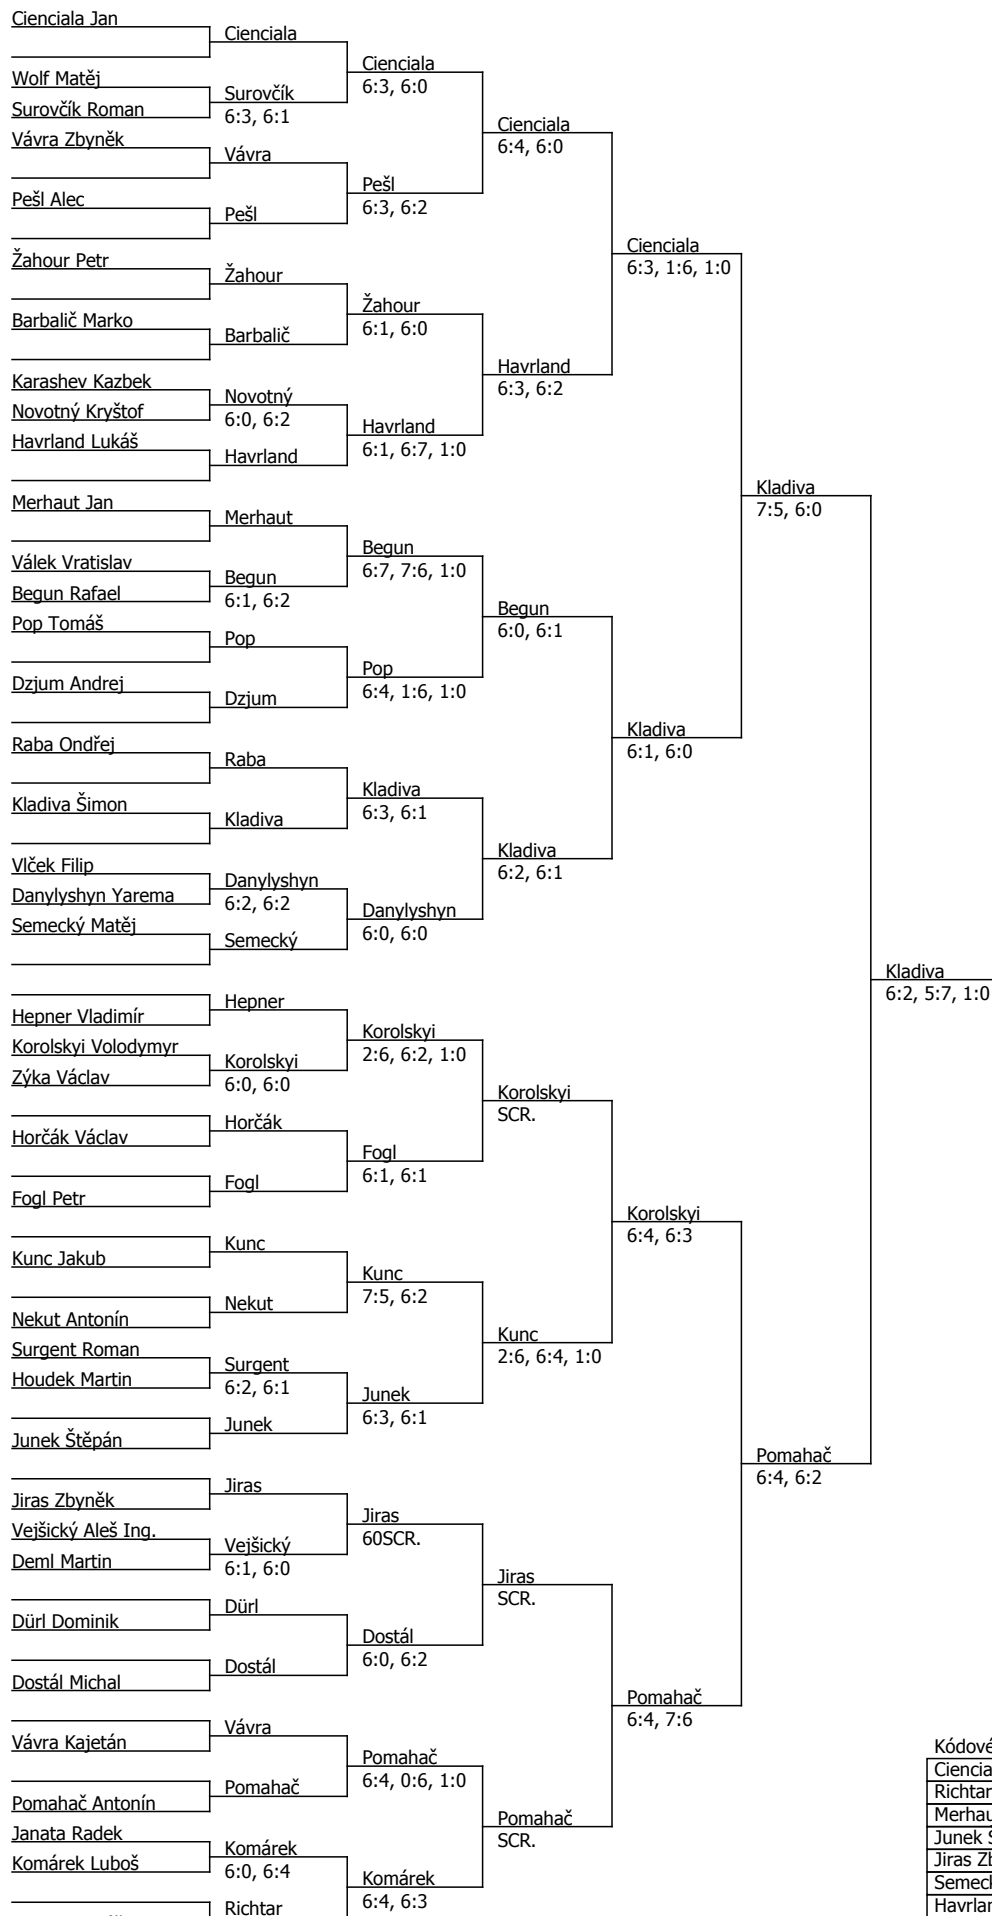 Cienciala Jan
Wolf Matěj
Surovčík Roman
Vávra Zbyněk
Pešl Alec
Žahour Petr
Barbalič Marko
Karashev Kazbek
Novotný Kryštof
Havrland Lukáš
Merhaut Jan
Válek Vratislav
Begun Rafael
Pop Tomáš
Dzjum Andrej
Raba Ondřej
Kladiva Šimon
Vlček Filip
Danylyshyn Yarema
Semecký Matěj
Hepner Vladimír
Korolskyi Volodymyr
Zýka Václav
Horčák Václav
Fogl Petr
Kunc Jakub
Nekut Antonín
Surgent Roman
Houdek Martin
Junek Štěpán
Jiras Zbyněk
Vejšický Aleš Ing.
Deml Martin
Dürl Dominik
Dostál Michal
Vávra Kajetán
Pomahač Antonín
Janata Radek
Komárek Luboš
Cienciala
Surovčík
6:3, 6:1
Vávra
Pešl
Žahour
Barbalič
Novotný
6:0, 6:2
Havrland
Merhaut
Begun
6:1, 6:2
Pop
Dzjum
Raba
Kladiva
Danylyshyn
6:2, 6:2
Semecký
Hepner
Korolskyi
6:0, 6:0
Horčák
Fogl
Kunc
Nekut
Surgent
6:2, 6:1
Junek
Jiras
Vejšický
6:1, 6:0
Dürl
Dostál
Vávra
Pomahač
Komárek
6:0, 6:4
Richtar
Cienciala
6:3, 6:0
Pešl
6:3, 6:2
Žahour
6:1, 6:0
Havrland
6:1, 6:7, 1:0
Begun
6:7, 7:6, 1:0
Pop
6:4, 1:6, 1:0
Kladiva
6:3, 6:1
Danylyshyn
6:0, 6:0
Korolskyi
2:6, 6:2, 1:0
Fogl
6:1, 6:1
Kunc
7:5, 6:2
Junek
6:3, 6:1
Jiras
60SCR.
Dostál
6:0, 6:2
Pomahač
6:4, 0:6, 1:0
Komárek
6:4, 6:3
Cienciala
6:4, 6:0
Havrland
6:3, 6:2
Begun
6:0, 6:1
Kladiva
6:2, 6:1
Korolskyi
SCR.
Kunc
2:6, 6:4, 1:0
Jiras
SCR.
Pomahač
SCR.
Cienciala
6:3, 1:6, 1:0
Kladiva
6:1, 6:0
Korolskyi
6:4, 6:3
Pomahač
6:4, 7:6
Kladiva
7:5, 6:0
Pomahač
6:4, 6:2
Kladiva
6:2, 5:7, 1:0
Kódové
Ciencia
Richtar
Merhau
Junek Š
Jiras Zb
Semeck
Havrlan